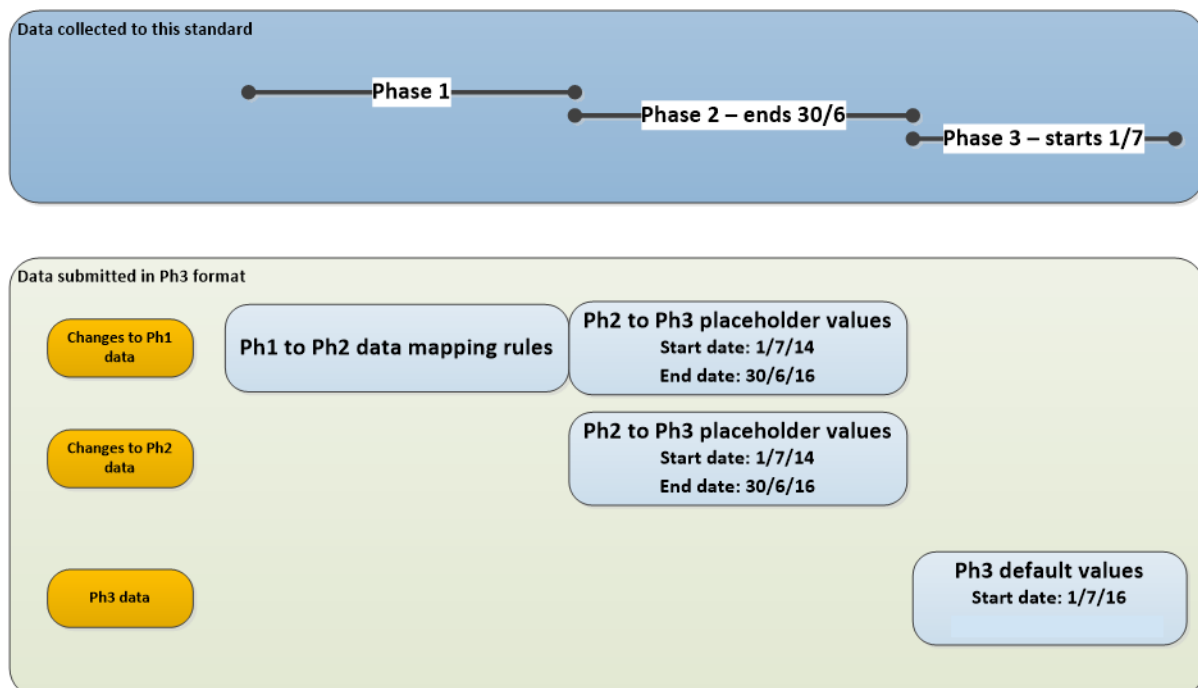 Data collected to this standard
Phase 1
Phase 2 – ends 30/6
Phase 3 – starts 1/7
Data submitted in Ph3 format
Changes to Ph1
data
Ph1 to Ph2 data mapping rules
Ph2 to Ph3 placeholder values
Start date: 1/7/14
End date: 30/6/16
Changes to Ph2
data
Ph2 to Ph3 placeholder values
Start date: 1/7/14
End date: 30/6/16
Ph3 data
Ph3 default values
Start date: 1/7/16